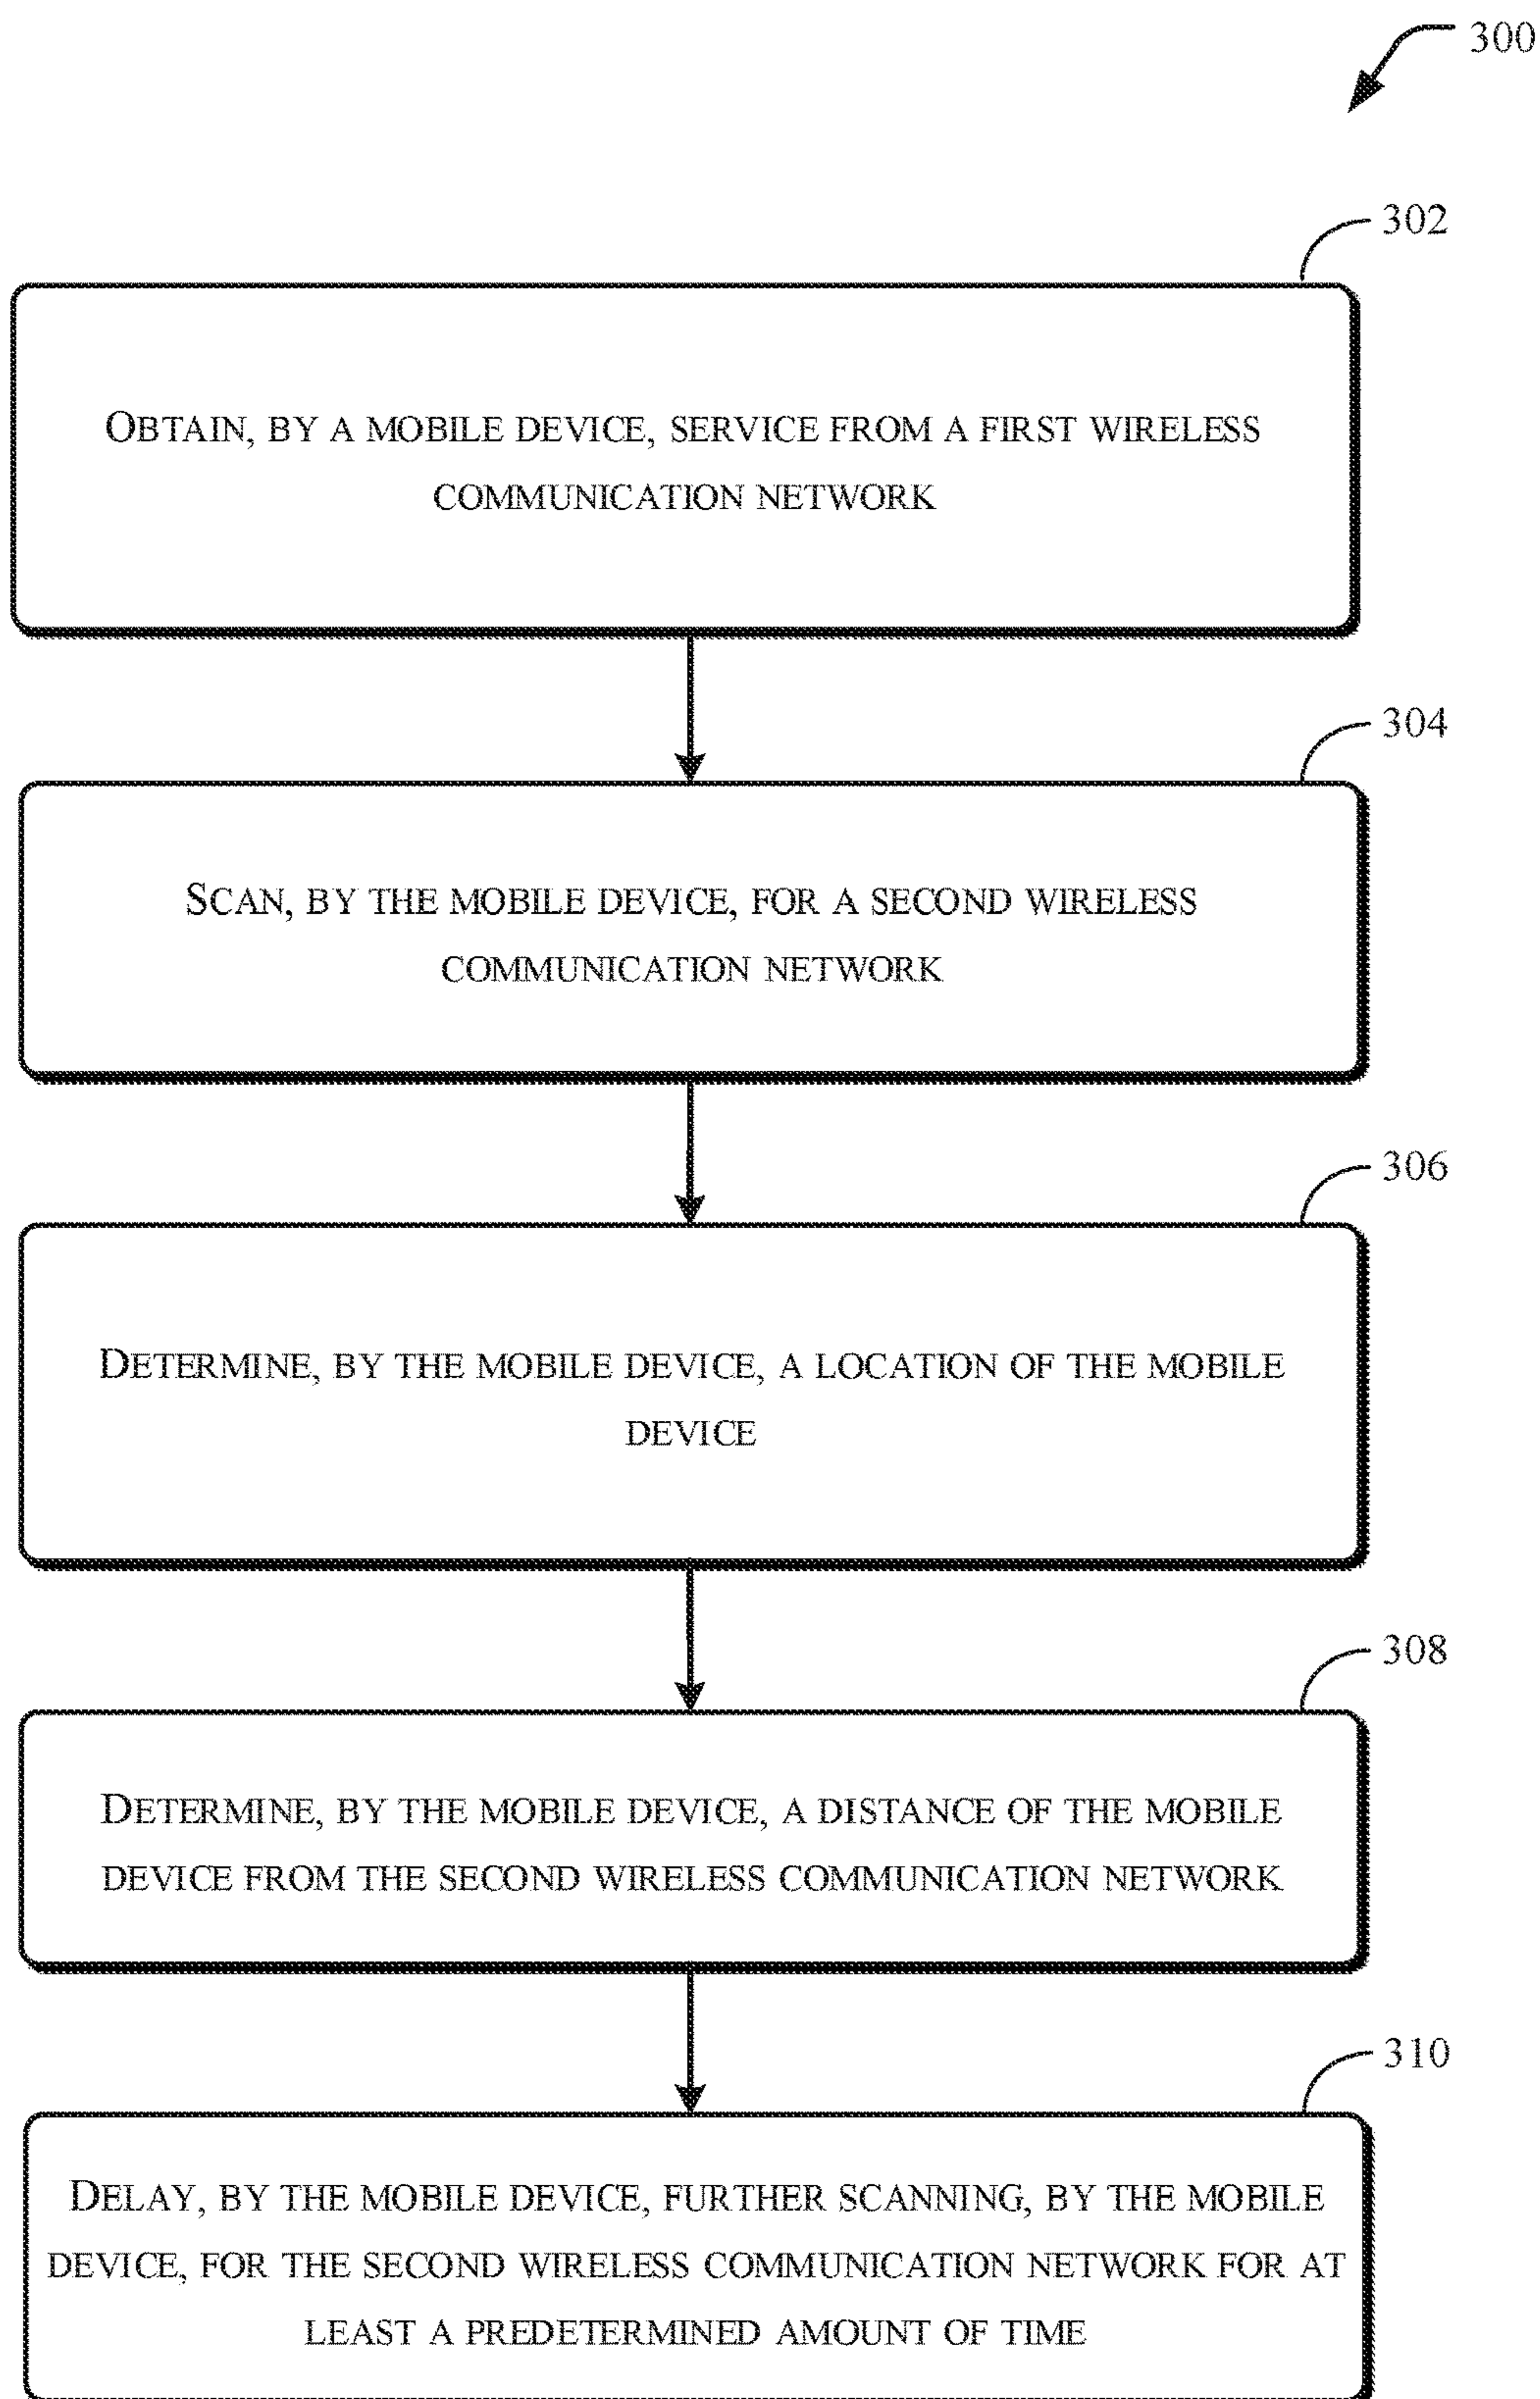 300
302
OBTAIN, BY A MOBILE DEVICE, SERVICE FROM A FIRST WIRELESS
COMMUNICATION NETWORK
304
SCAN, BY THE MOBILE DEVICE, FOR A SECOND WIRELESS
COMMUNICATION NETWORK
306
DETERMINE, BY THE MOBILE DEVICE, A LOCATION OF THE MOBILE
DEVICE
308
DETERMINE, BY THE MOBILE DEVICE, A DISTANCE OF THE MOBILE
DEVICE FROM THE SECOND WIRELESS COMMUNICATION NETWORK
310
DELAY, BY THE MOBILE DEVICE, FURTHER SCANNING, BY THE MOBILE
DEVICE, FOR THE SECOND WIRELESS COMMUNICATION NETWORK FOR AT
LEAST A PREDETERMINED AMOUNT OF TIME